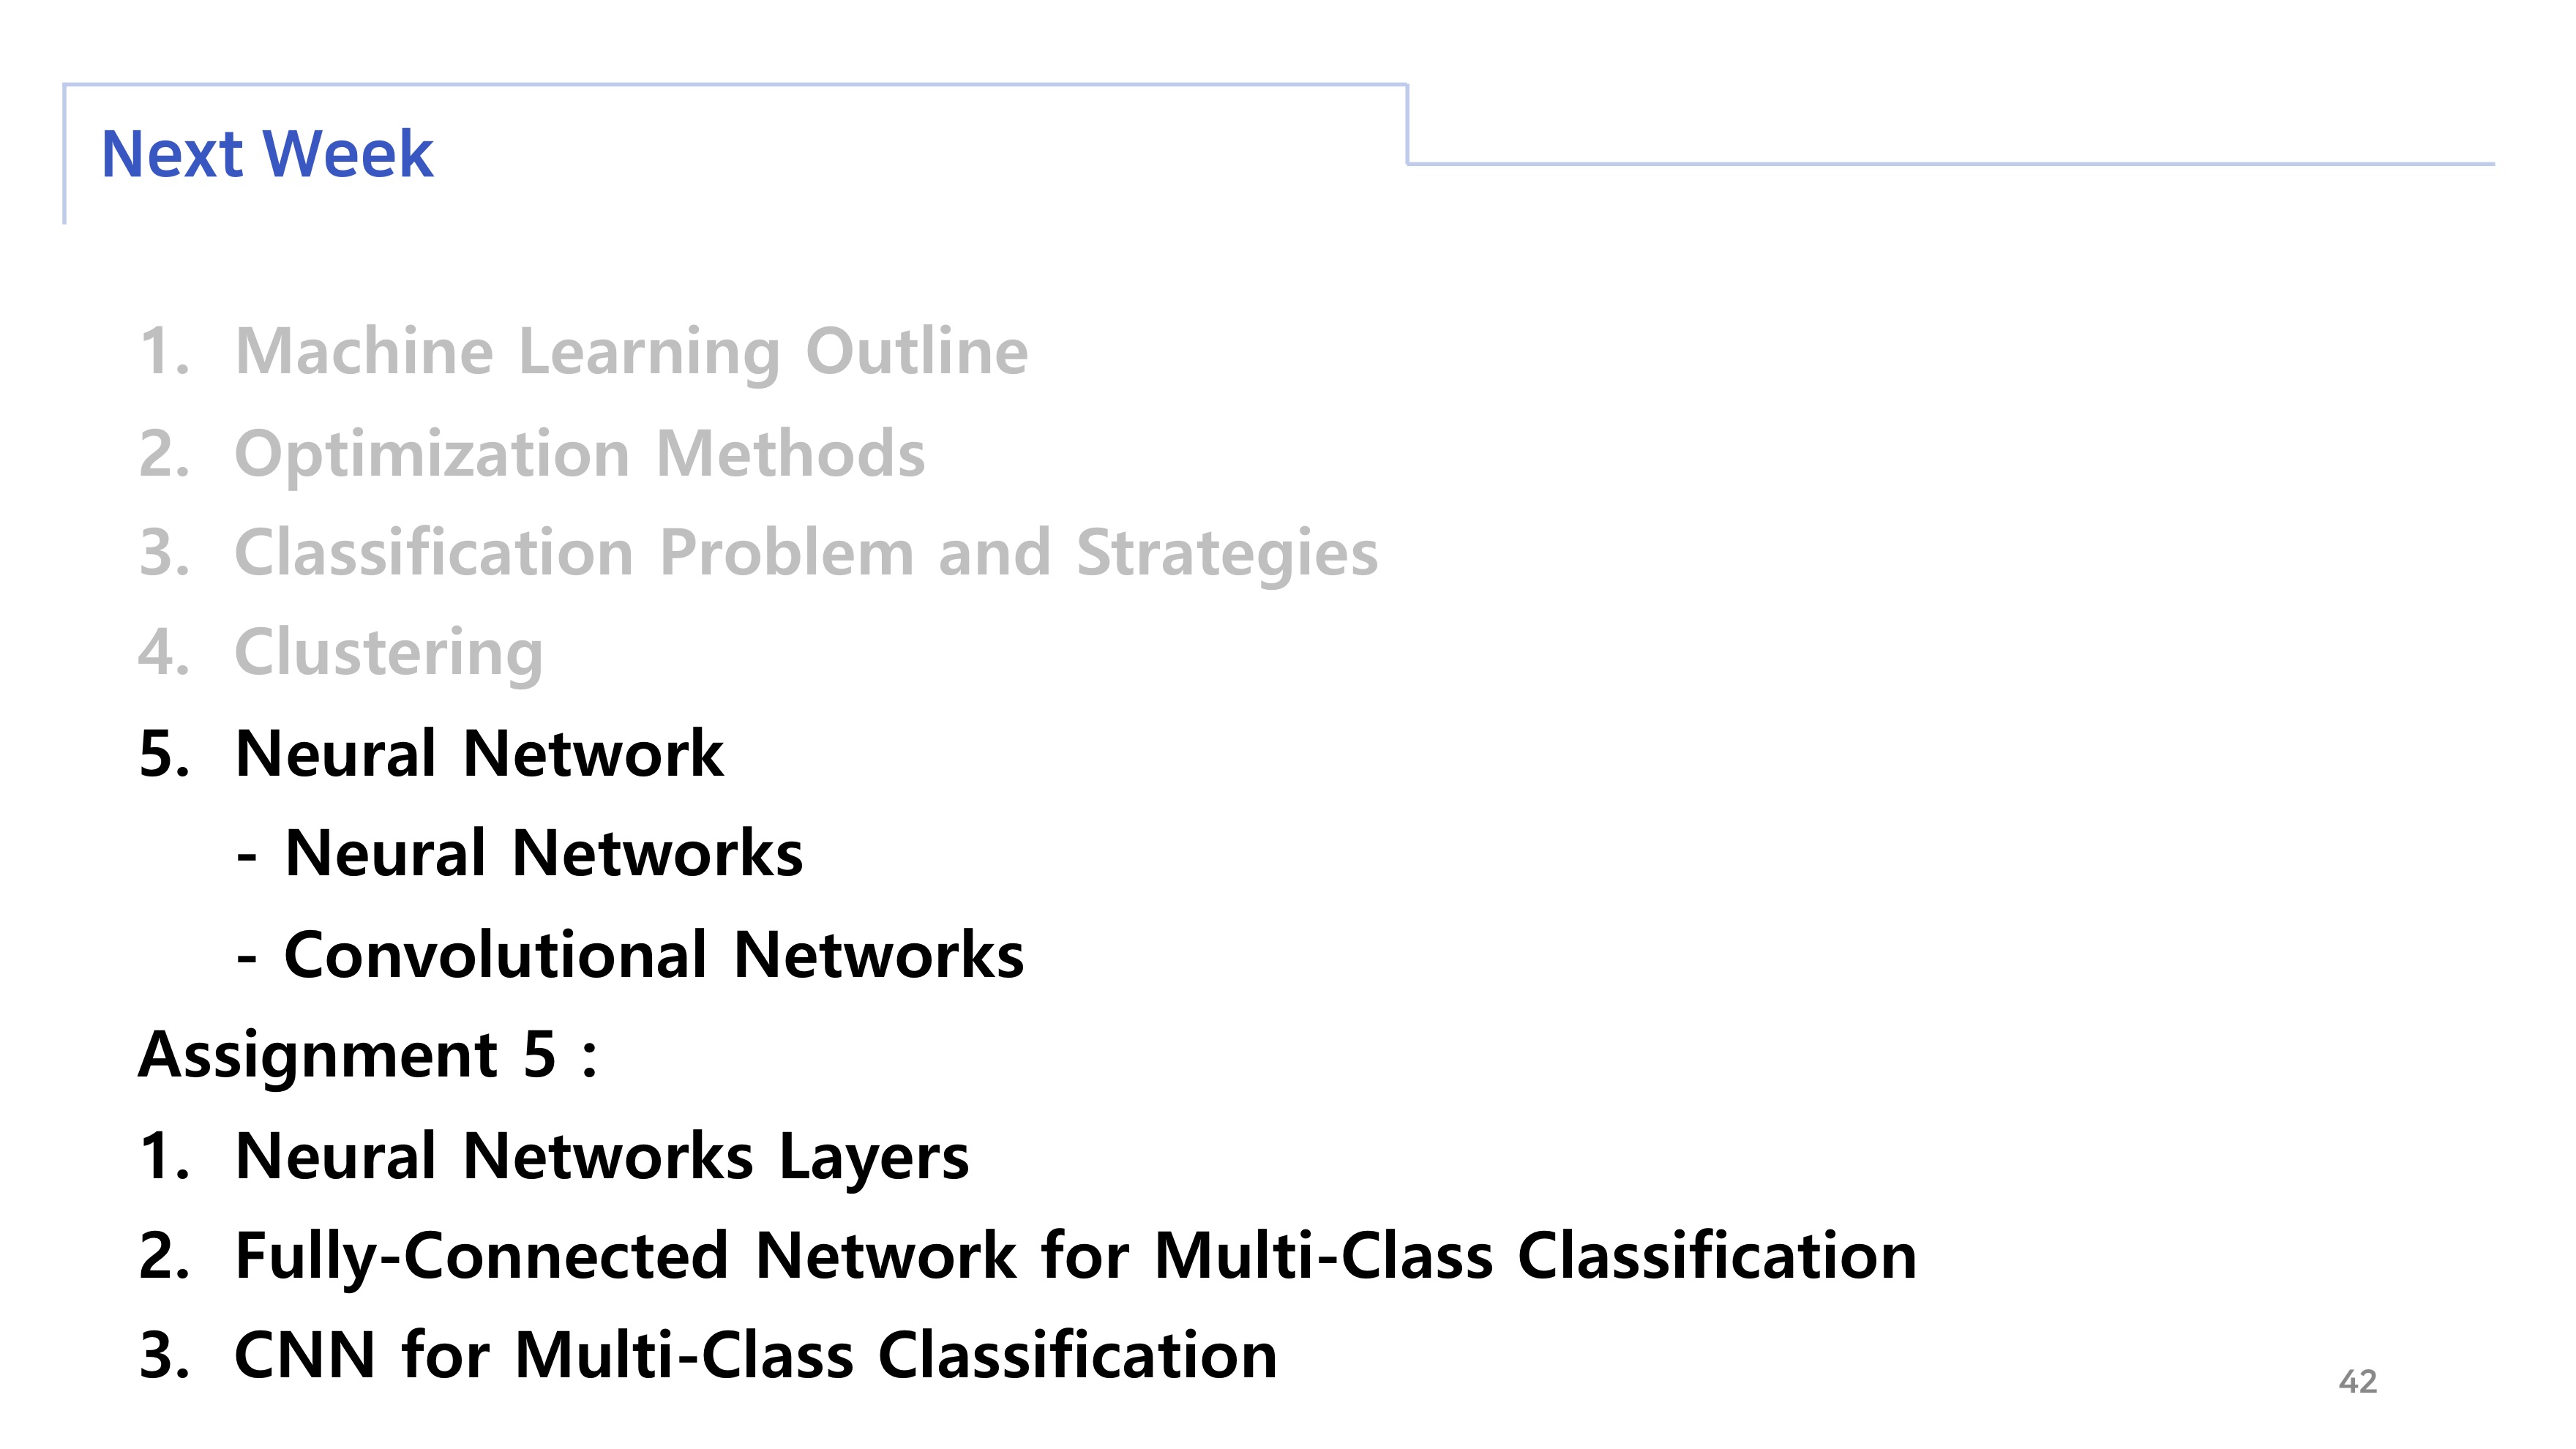 Next Week
1. Machine Learning Outline
2. Optimization Methods
3. Classification Problem and Strategies
4. Clustering
5. Neural Network
- Neural Networks
- Convolutional Networks
Assignment 5 :
1. Neural Networks Layers
2. Fully-Connected Network for Multi-Class Classification
3. CNN for Multi-Class Classification
42